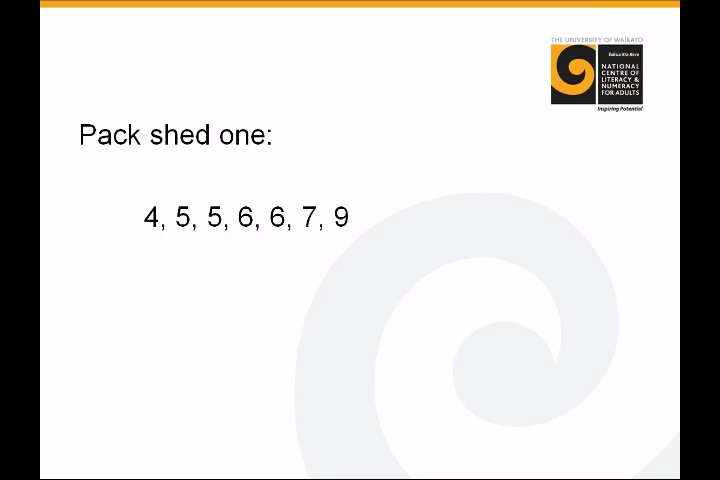 THE UNIVERSITY OF WAIKATO
NATIONAL
CENTRE OF
LITERACY &
NUMERACY
FOR ADULTS
Inspiring Potential
Pack shed one:
4, 5, 5, 6, 6, 7, 9